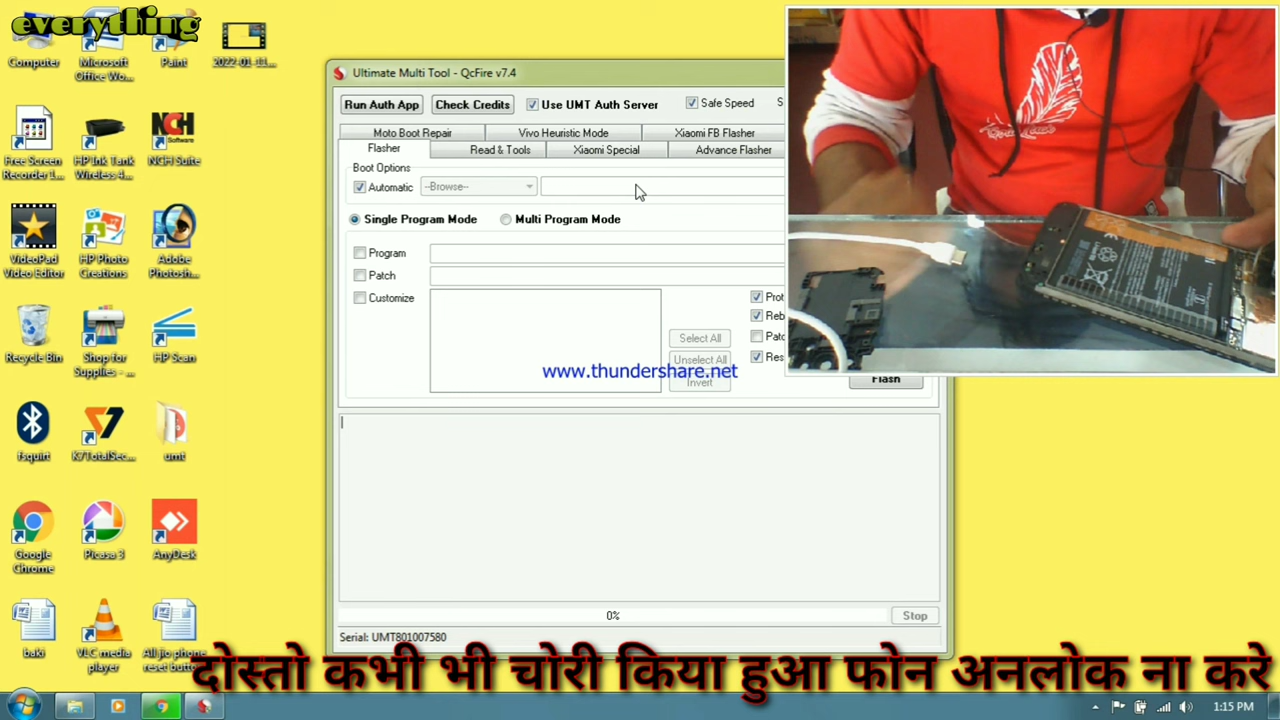 everything
Computer
Microsoft Office Wo...
Paint
2022-01-11...
Free Screen Recorder 1...
HP Ink Tank Wireless 4...
NCH Suite
VideoPad Video Editor
HP Photo Creations
Adobe Photosh...
Recycle Bin
Shop for Supplies - ...
HP Scan
fsquirt
K7TotalSec...
umt
Google Chrome
Picasa 3
AnyDesk
baki
VLC media player
All jio phone reset butto...
Ultimate Multi Tool - QcFire v7.4
Run Auth App
Check Credits
Use UMT Auth Server
Safe Speed
S
Moto Boot Repair
Vivo Heuristic Mode
Xiaomi FB Flasher
Flasher
Read & Tools
Xiaomi Special
Advance Flasher
Boot Options
Automatic
--Browse--
Single Program Mode
Multi Program Mode
Program
Patch
Customize
Prot
Reb
Patc
Res
Select All
Unselect All
Invert
Flash
www.thundershare.net
0%
Stop
Serial: UMT801007580
दोस्तो कभी भी चोरी किया हुआ फोन अनलोक ना करे
1:15 PM